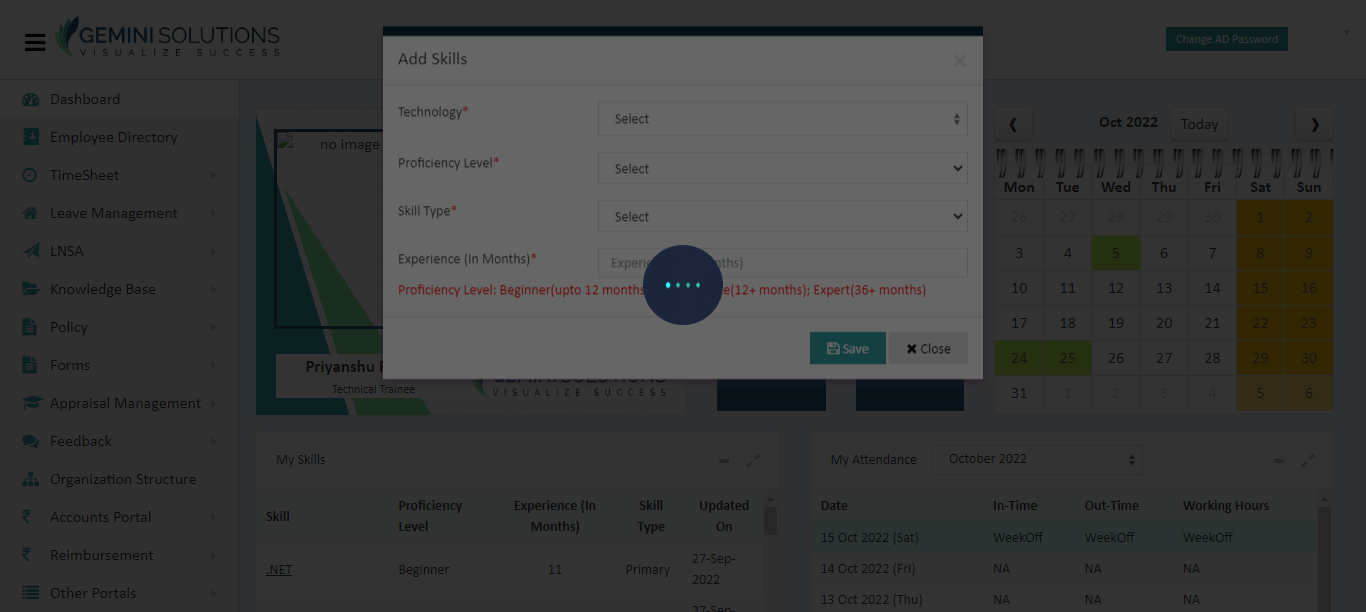 GEMINI SOLUTIONS
VISUALIZE SUCCESS
Change AD Password
Dashboard
Employee Directory
TimeSheet
Leave Management
LNSA
Knowledge Base
Policy
Forms
Appraisal Management
Feedback
Organization Structure
Accounts Portal
Reimbursement
Other Portals
no Image
Priyanshu
Technical Trainee
GEMINI SOLUTIONS
VISUALIZE SUCCESS
Add Skills
×
Technology*
Select
Proficiency Level*
Select
Skill Type*
Select
Experience (In Months)*
Proficiency Level: Beginner(upto 12 months (12+ months); Expert(36+ months)
Save
Close
Oct 2022
Today
Mon Tue Wed Thu Fri Sat Sun
26 27 28 29 30 1 2
3 4 5 6 7 8 9
10 11 12 13 14 15 16
17 18 19 20 21 22 23
24 25 26 27 28 29 30
31 1 2 3 4 5 6
My Skills
Skill Proficiency Level Experience (In Months) Skill Type Updated On
.NET Beginner 11 Primary 27-Sep-2022
27-Sep-
My Attendance
October 2022
Date In-Time Out-Time Working Hours
15 Oct 2022 (Sat) WeekOff WeekOff WeekOff
14 Oct 2022 (Fri) NA NA NA
13 Oct 2022 (Thu) NA NA NA